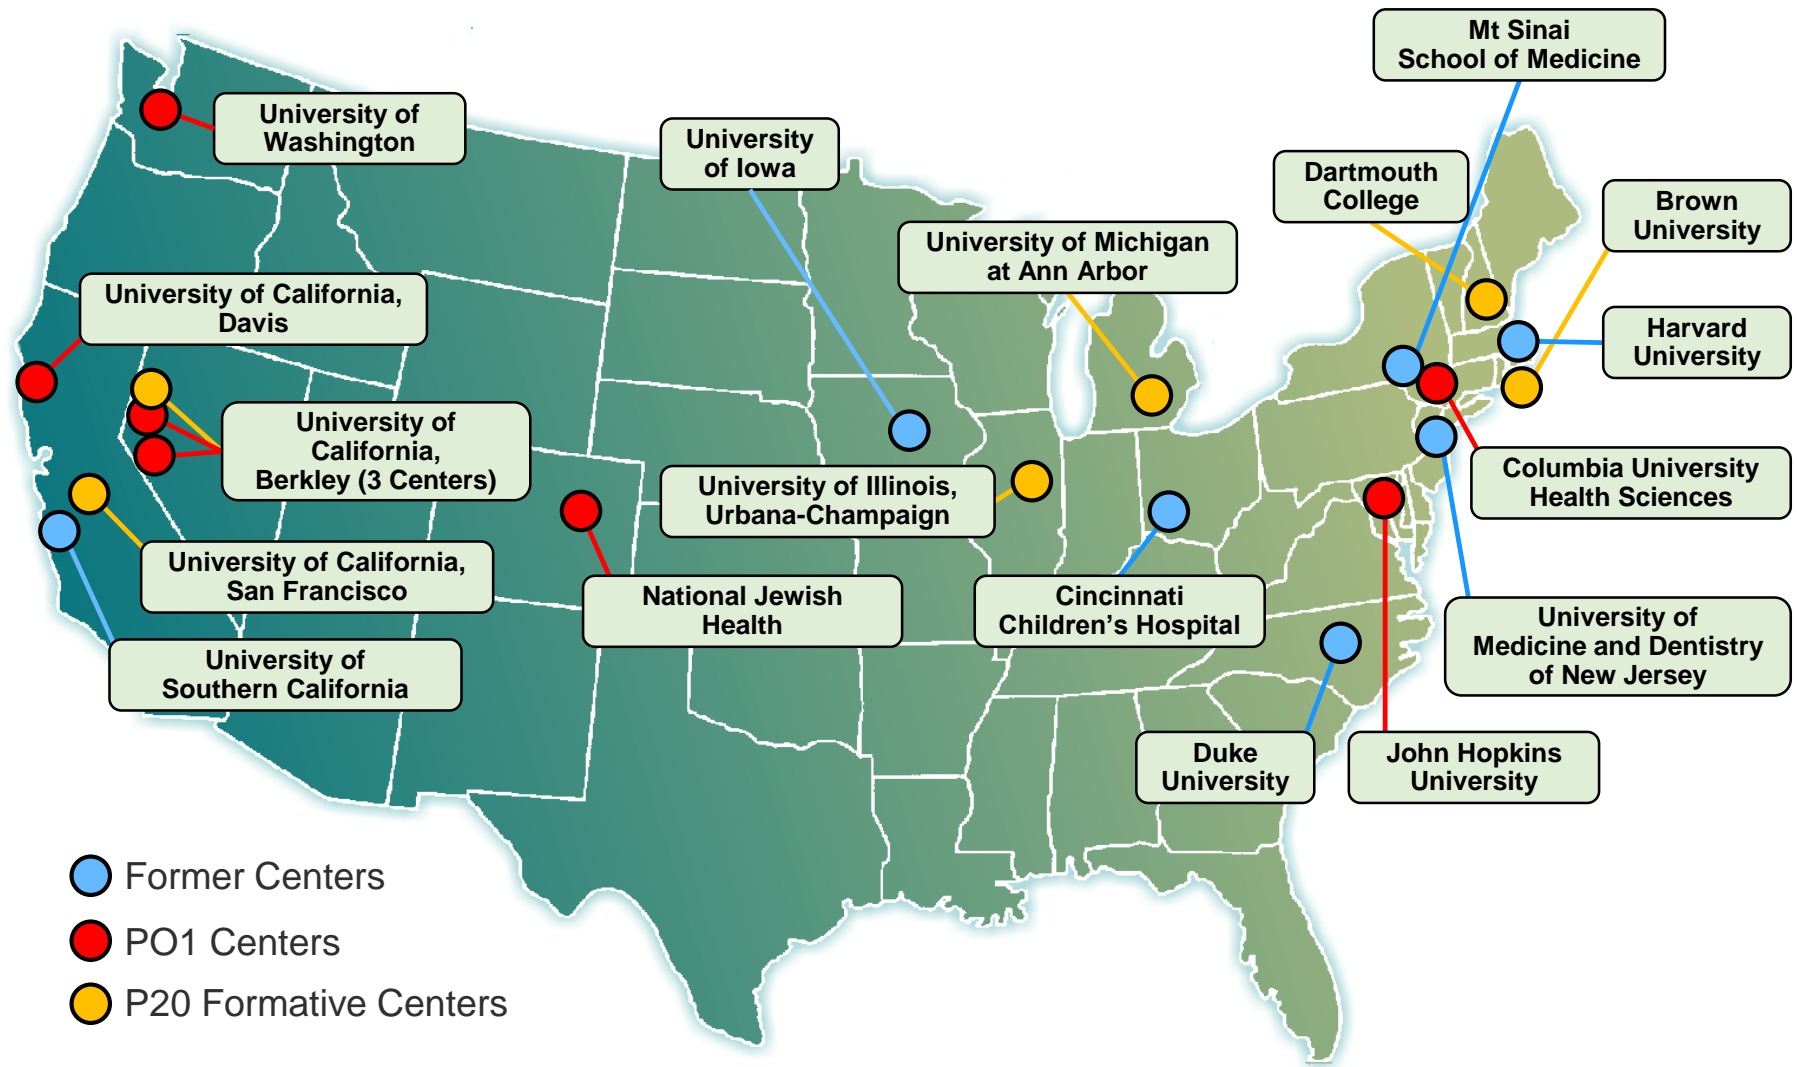 Mt Sinai
School of Medicine
University of
Washington
University
of Iowa
Dartmouth
College
Brown
University
University of Michigan
at Ann Arbor
University of California,
Davis
Harvard
University
University of
California,
Berkley (3 Centers)
University of Illinois,
Urbana-Champaign
Columbia University
Health Sciences
University of California,
San Francisco
National Jewish
Health
Cincinnati
Children’s Hospital
University of
Medicine and Dentistry
of New Jersey
University of
Southern California
Duke
University
John Hopkins
University
Former Centers
PO1 Centers
P20 Formative Centers